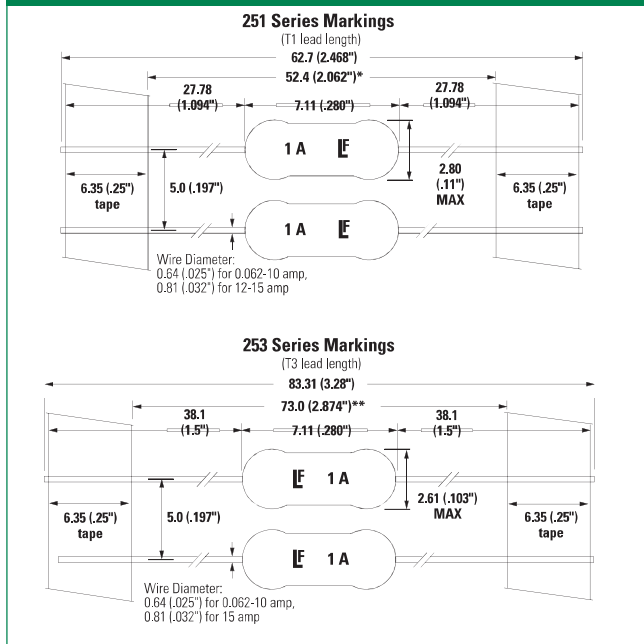 251 Series Markings
(T1 lead length)
62.7 (2.468")
52.4 (2.062")*
27.78
(1.094")
7.11 (.280")
27.78
(1.094")
1 A LF
2.80
(.11")
MAX
6.35 (.25")
tape
5.0 (.197")
6.35 (.25")
tape
1 A LF
Wire Diameter:
0.64 (.025") for 0.062-10 amp,
0.81 (.032") for 12-15 amp
253 Series Markings
(T3 lead length)
83.31 (3.28")
73.0 (2.874")**
38.1
(1.5")
7.11 (.280")
38.1
(1.5")
LF 1 A
2.61 (.103")
MAX
6.35 (.25")
tape
5.0 (.197")
6.35 (.25")
tape
LF 1 A
Wire Diameter:
0.64 (.025") for 0.062-10 amp,
0.81 (.032") for 15 amp